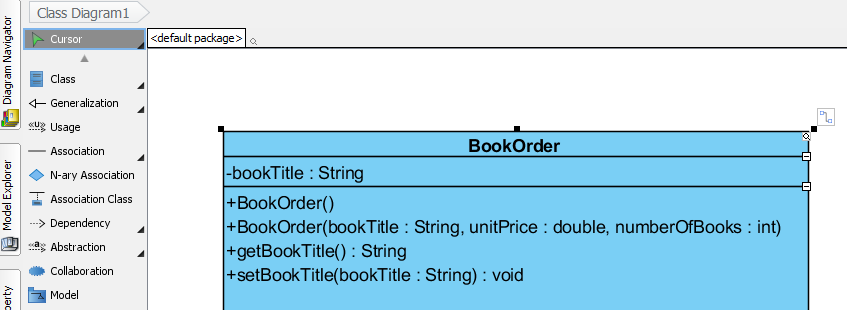 Class Diagram1
Diagram Navigator
Model Explorer
perty
Cursor
Class
Generalization
Usage
Association
N-ary Association
Association Class
Dependency
Abstraction
Collaboration
Model
<default package>
BookOrder
-bookTitle : String
+BookOrder()
+BookOrder(bookTitle : String, unitPrice : double, numberOfBooks : int)
+getBookTitle() : String
+setBookTitle(bookTitle : String) : void